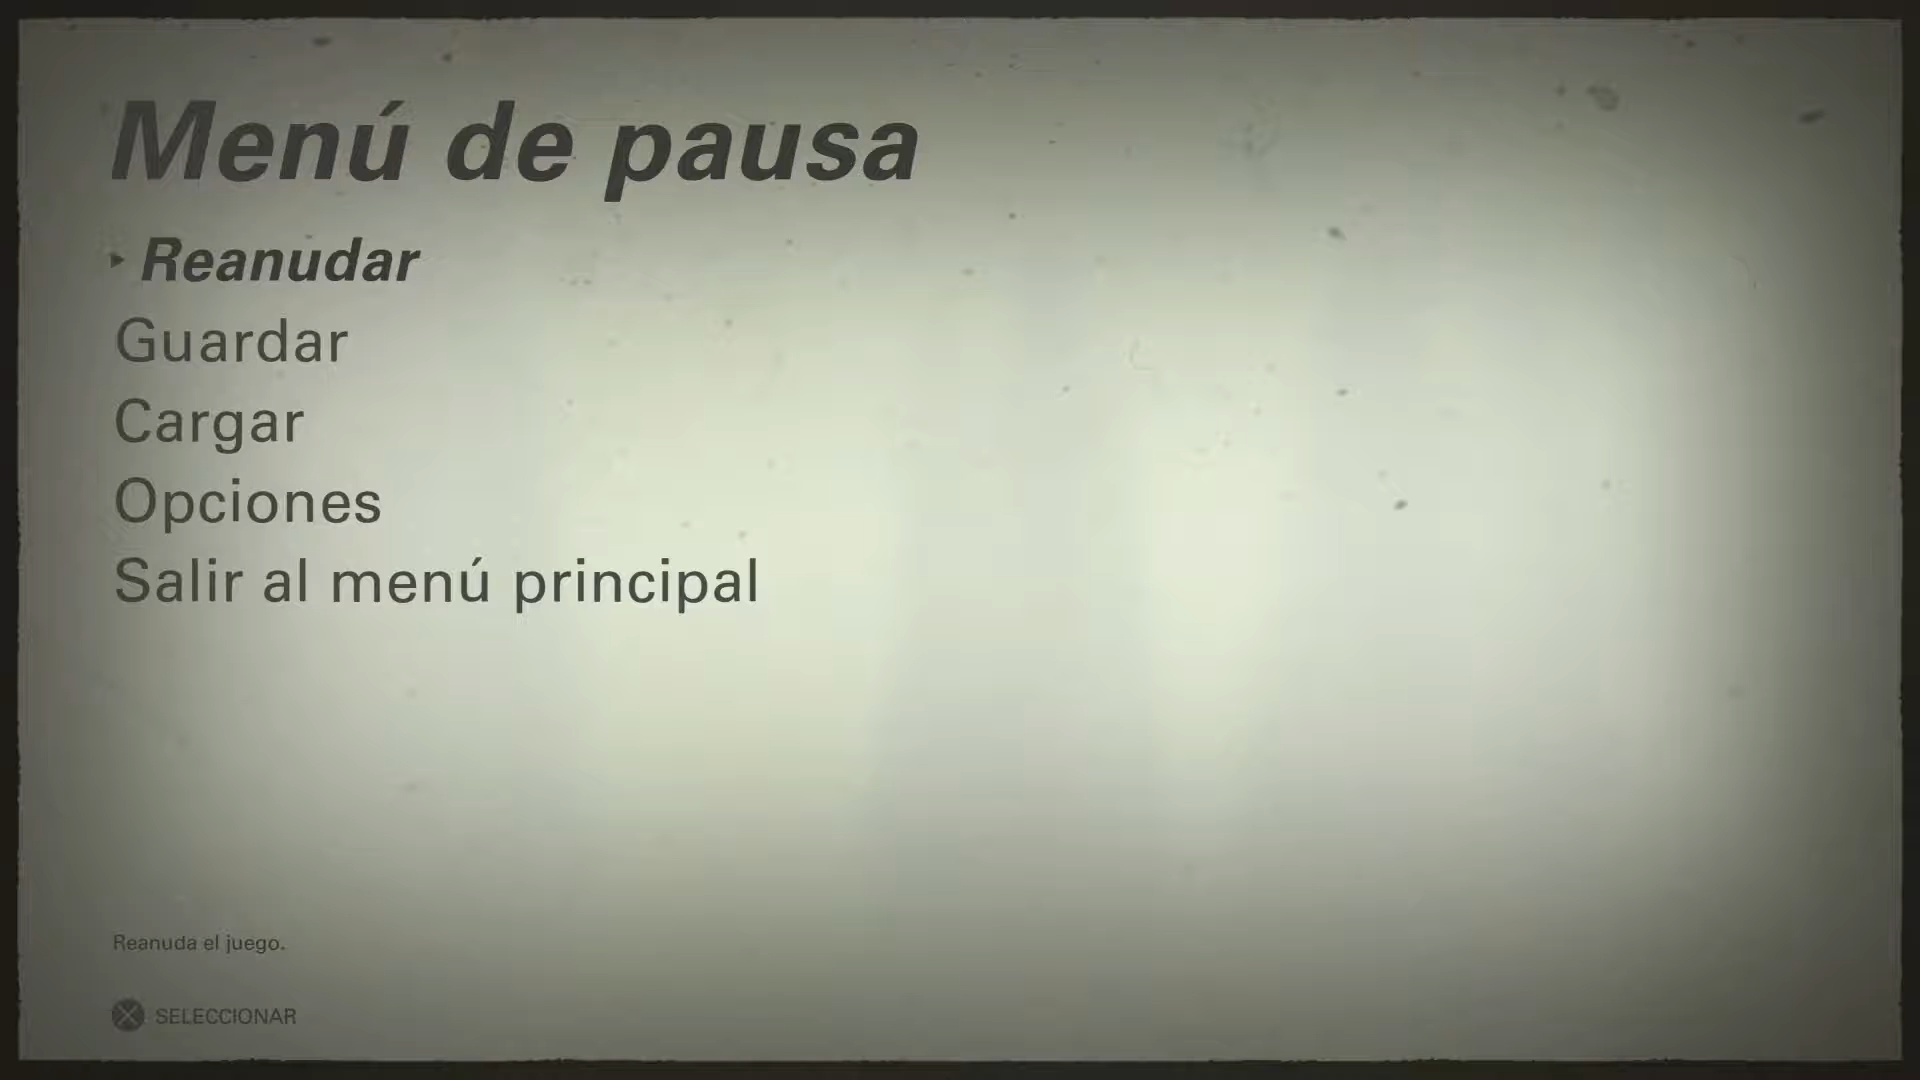 Menú de pausa
Reanudar
Guardar
Cargar
Opciones
Salir al menú principal
Reanuda el juego.
SELECCIONAR